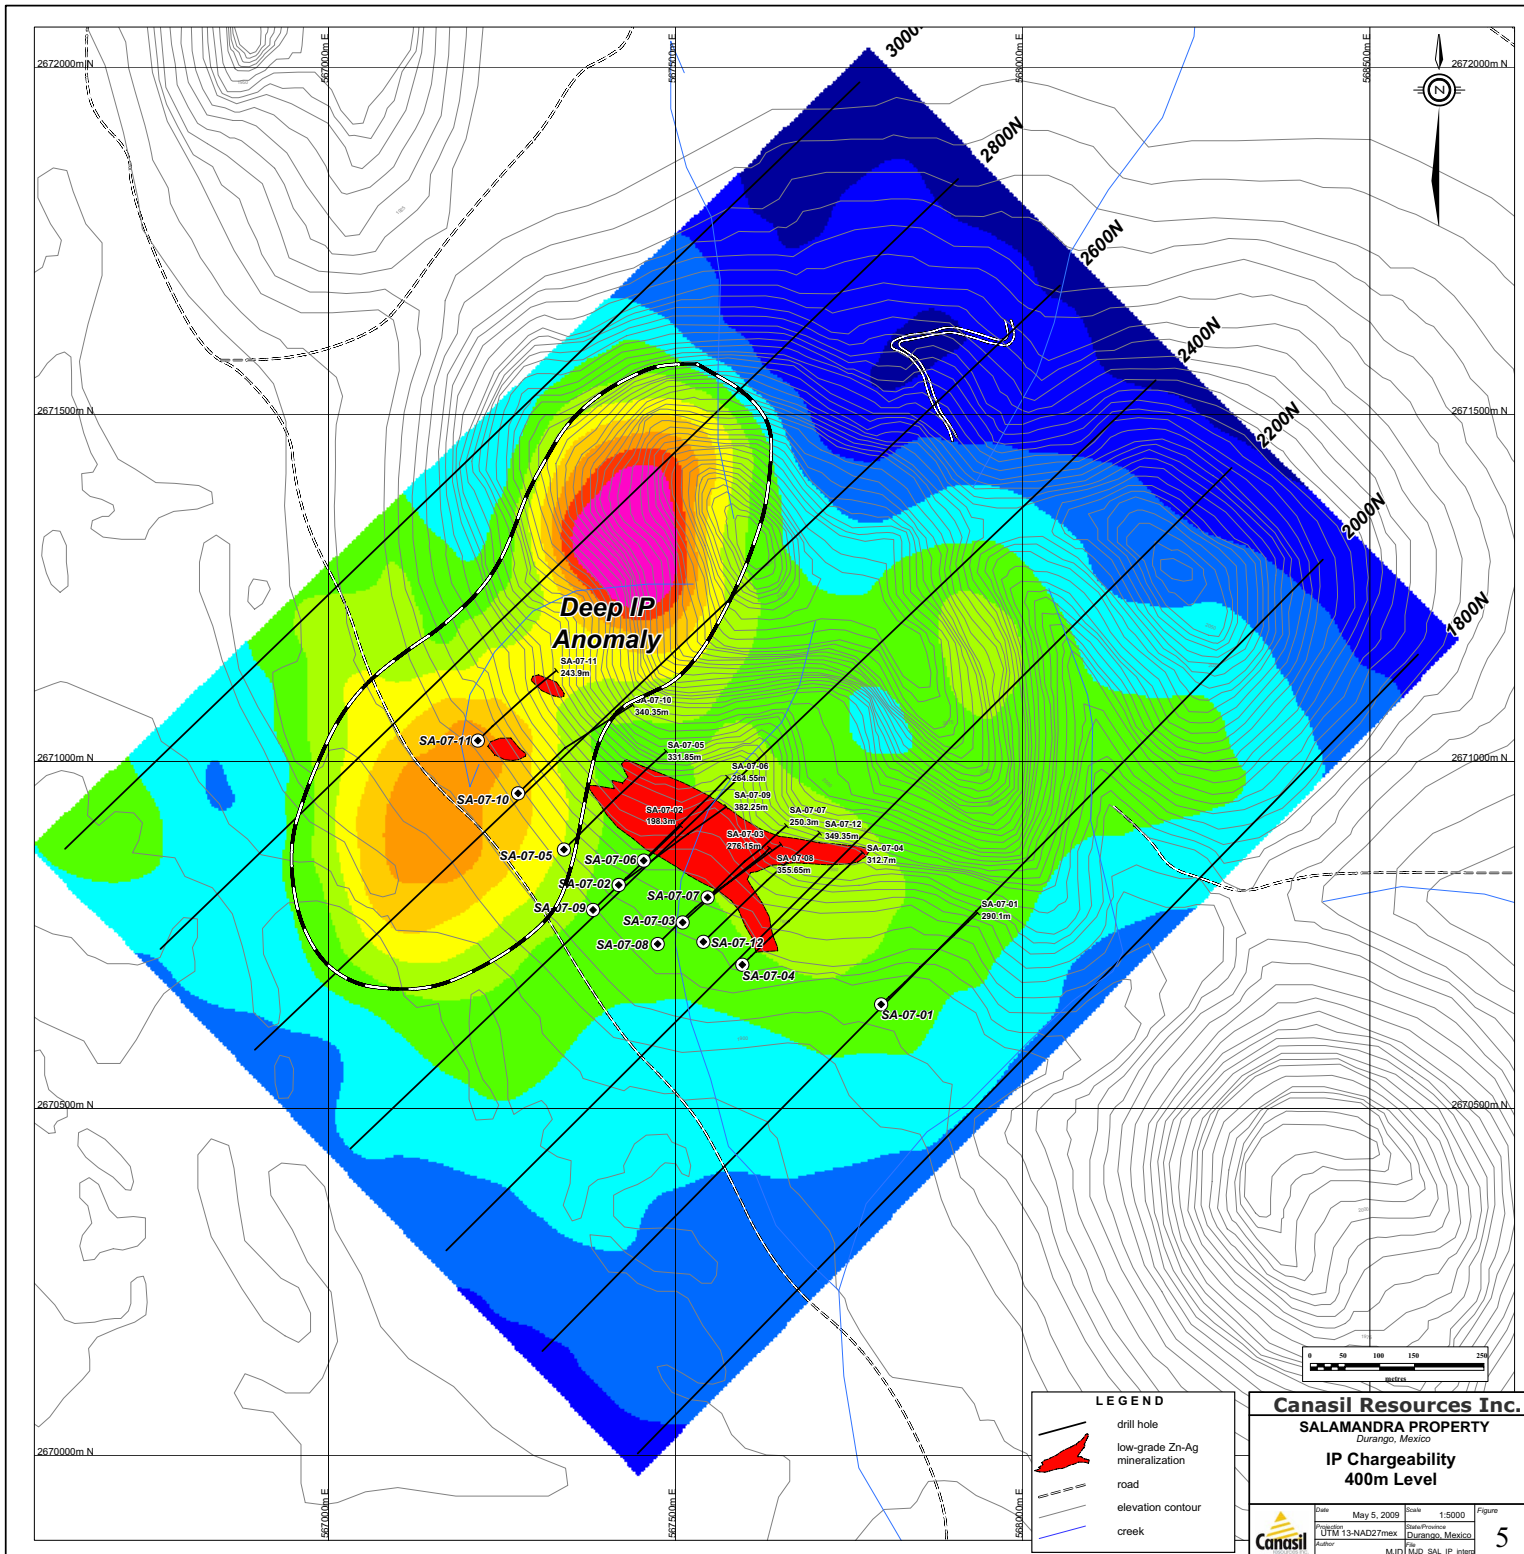 567000m E
567500m E
568000m E
568500m E
2672000m N
2672000m N
3000N
N
2800N
2600N
2400N
2671500m N
2671500m N
2200N
2000N
1800N
Deep IP
Anomaly
SA-07-11
243.9m
SA-07-10
340.35m
SA-07-11
SA-07-05
331.85m
2671000m N
2671000m N
SA-07-06
264.55m
SA-07-10
SA-07-09
382.25m
SA-07-02
198.3m
SA-07-07
250.3m
SA-07-12
349.35m
SA-07-03
276.15m
SA-07-04
312.7m
SA-07-05
SA-07-06
SA-07-08
355.65m
SA-07-02
SA-07-07
SA-07-09
SA-07-03
SA-07-01
290.1m
SA-07-08
SA-07-12
SA-07-04
SA-07-01
2670500m N
2670500m N
2670000m N
567000m E
567500m E
568000m E
0 50 100 150 250
metres
LEGEND
drill hole
low-grade Zn-Ag
mineralization
road
elevation contour
creek
Canasil Resources Inc.
SALAMANDRA PROPERTY
Durango, Mexico
IP Chargeability
400m Level
Canasil
Date
May 5, 2009
Scale
1:5000
Figure
5
Projection
UTM 13-NAD27mex
State/Province
Durango, Mexico
Author
MJD
File
MJD_SAL_IP_interp